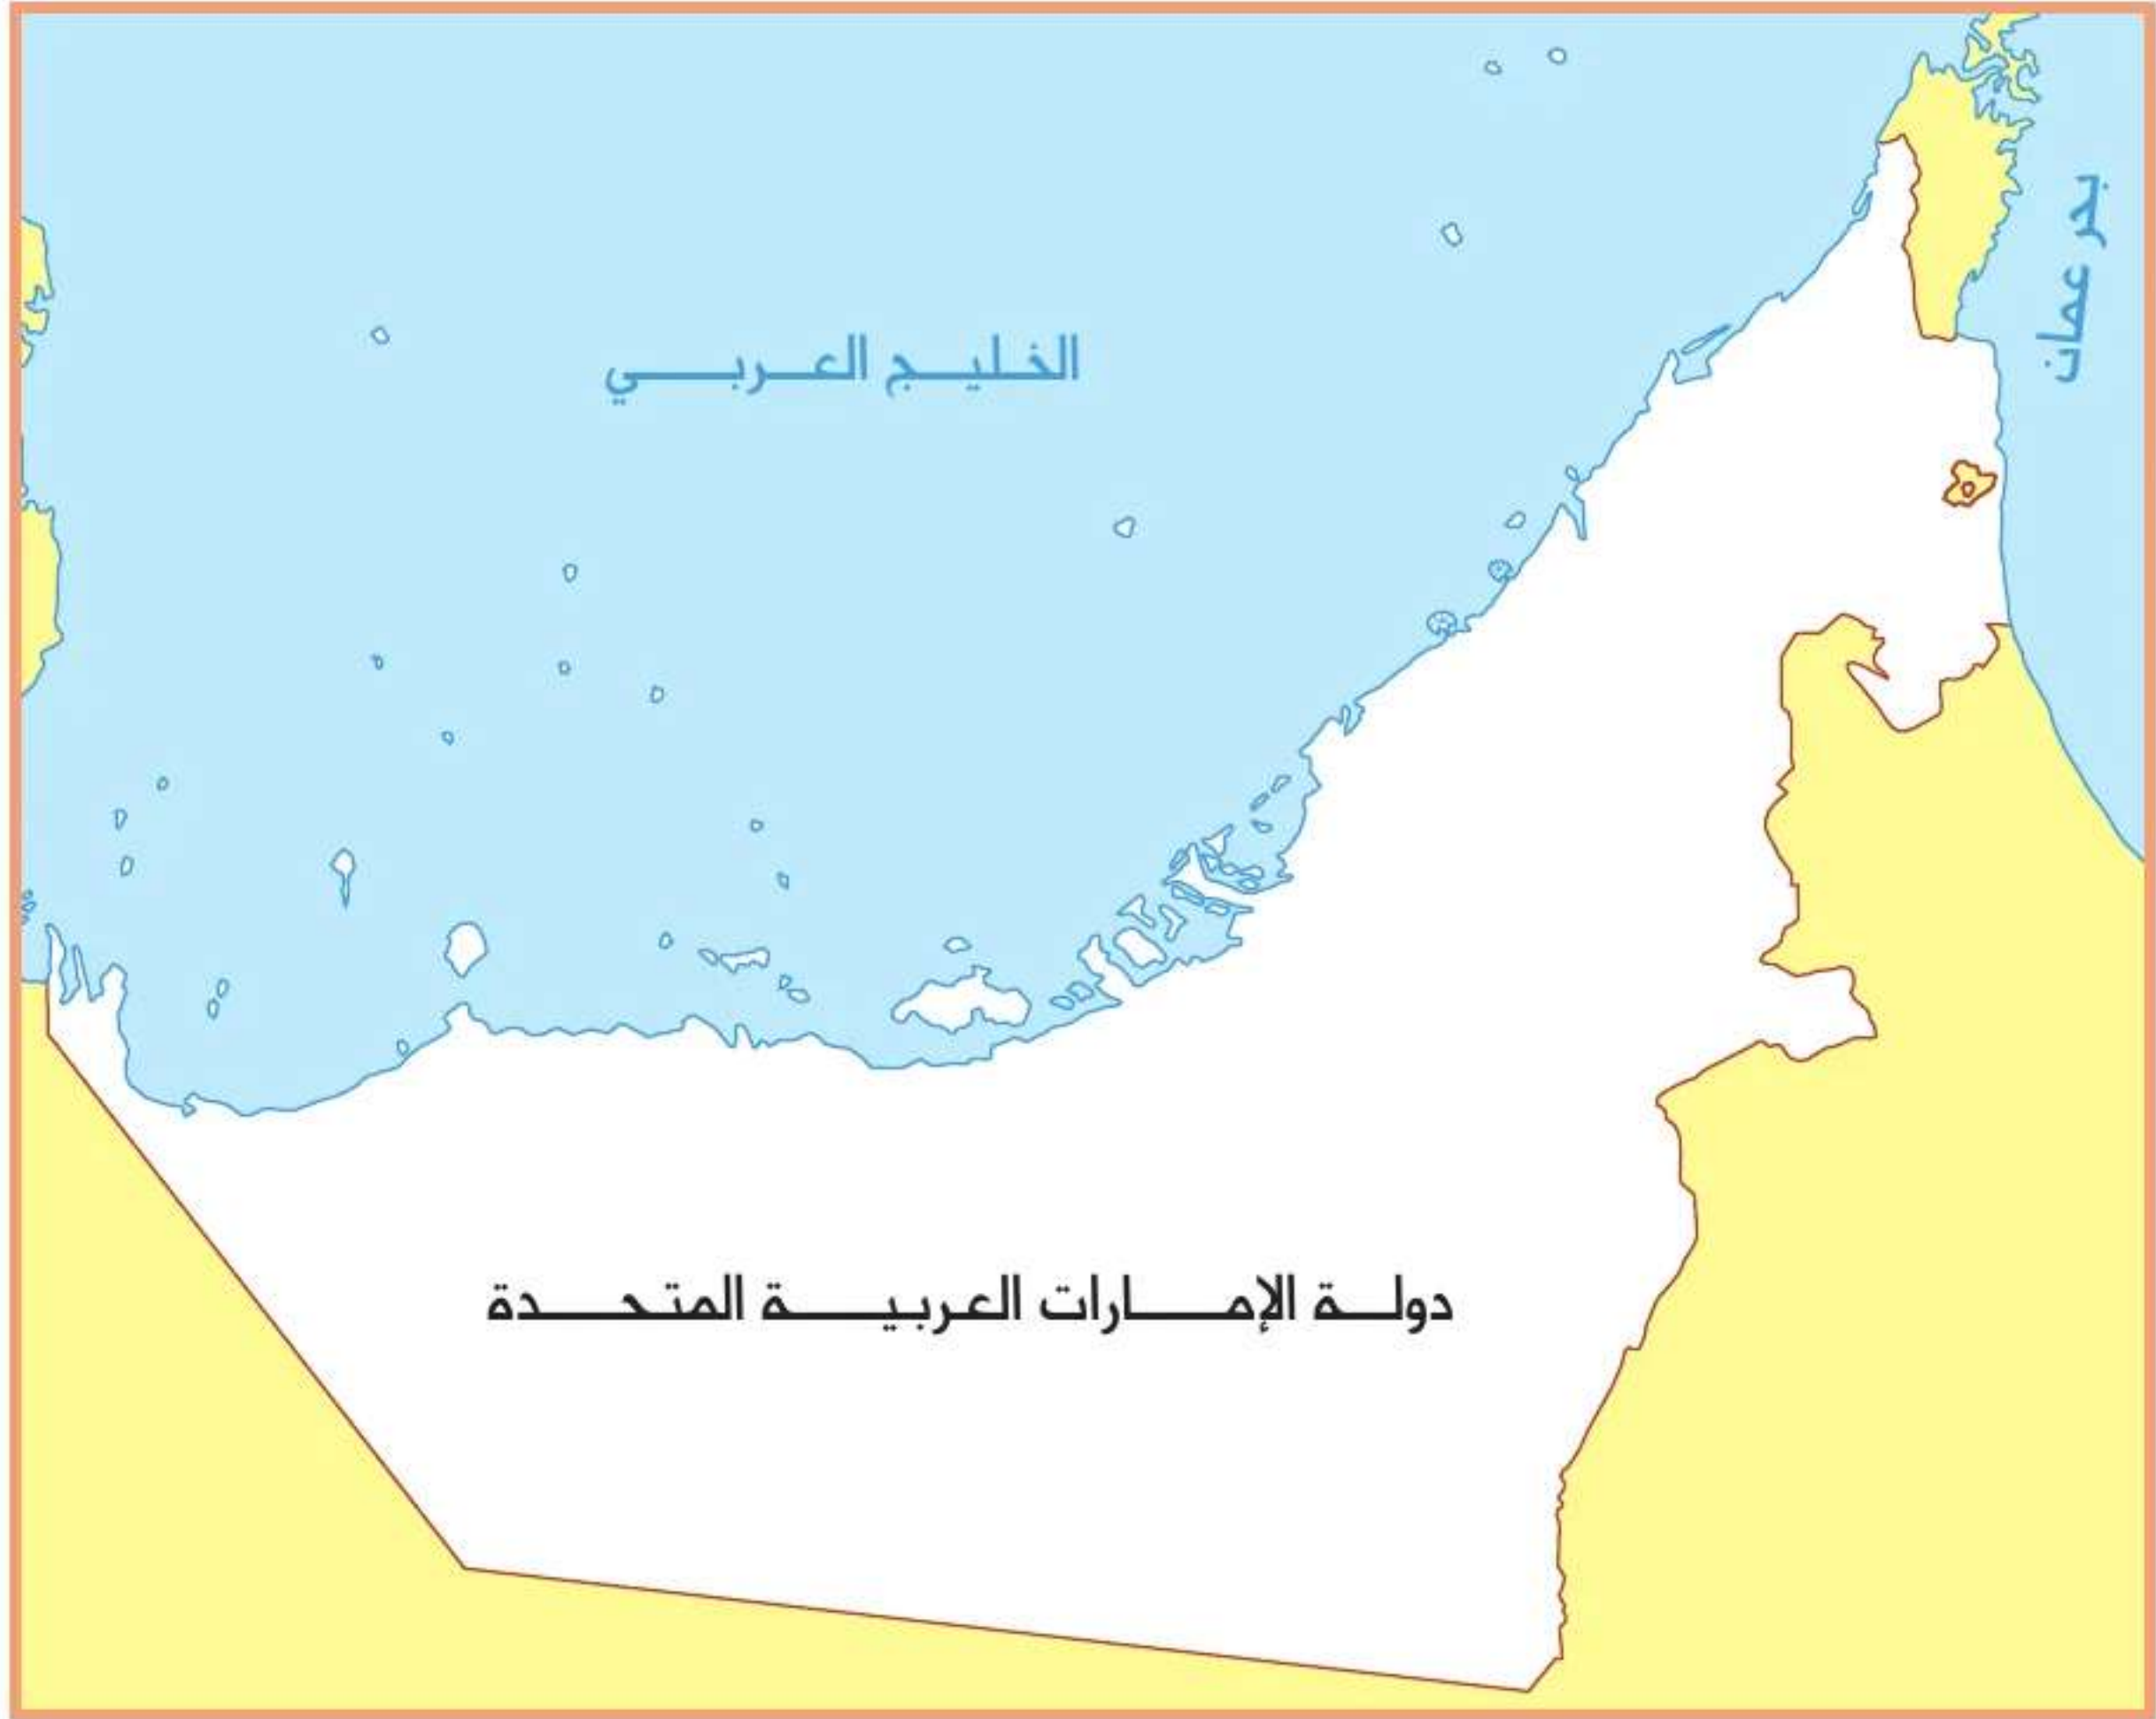 بحر عمان
الخليج العربي
دولة الإمارات العربية المتحدة